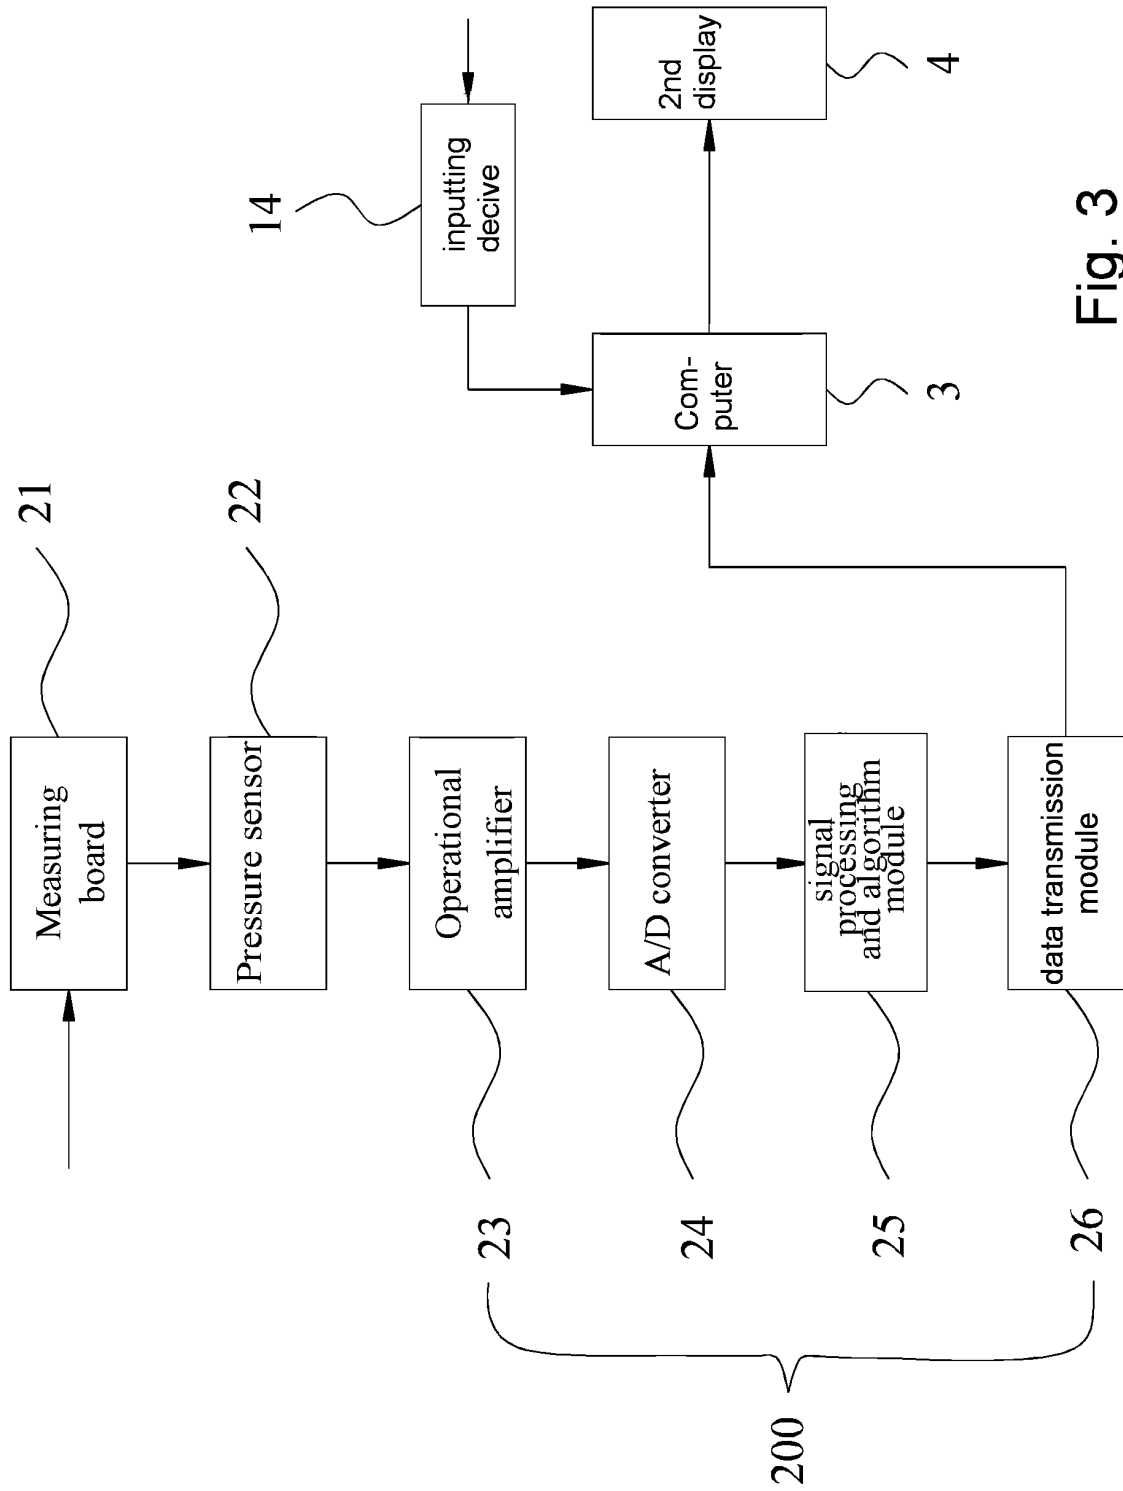 21
Measuring
board
22
Pressure sensor
23
Operational
amplifier
24
A/D converter
25
signal
processing
and algorithm
module
26
data transmission
module
200
14
inputting
decive
Com-
puter
3
2nd
display
4
Fig. 3